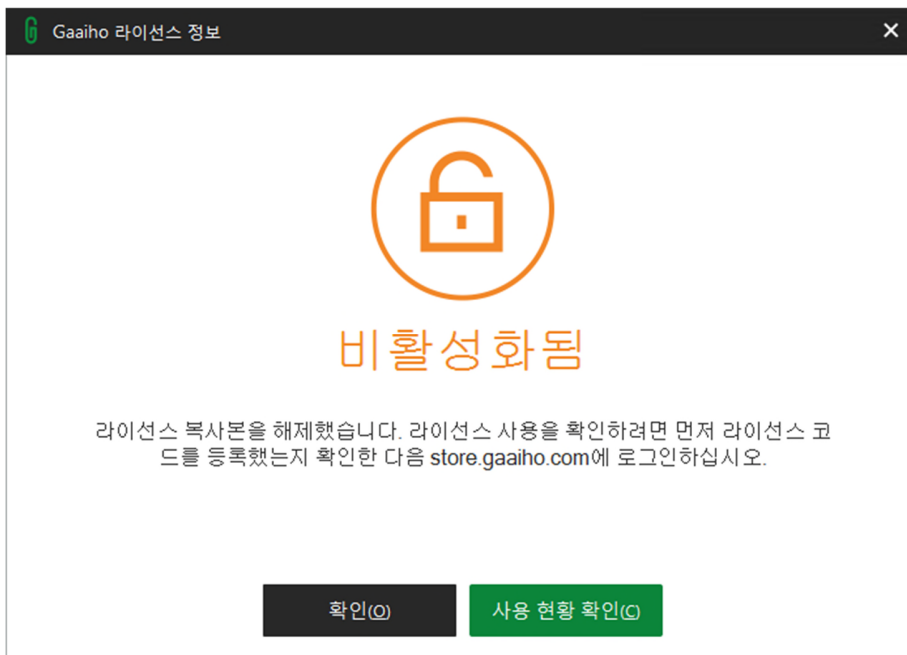 Gaaiho 라이선스 정보
비활성화됨
라이선스 복사본을 해제했습니다. 라이선스 사용을 확인하려면 먼저 라이선스 코
드를 등록했는지 확인한 다음 store.gaaiho.com에 로그인하십시오.
확인(O)
사용 현황 확인(C)